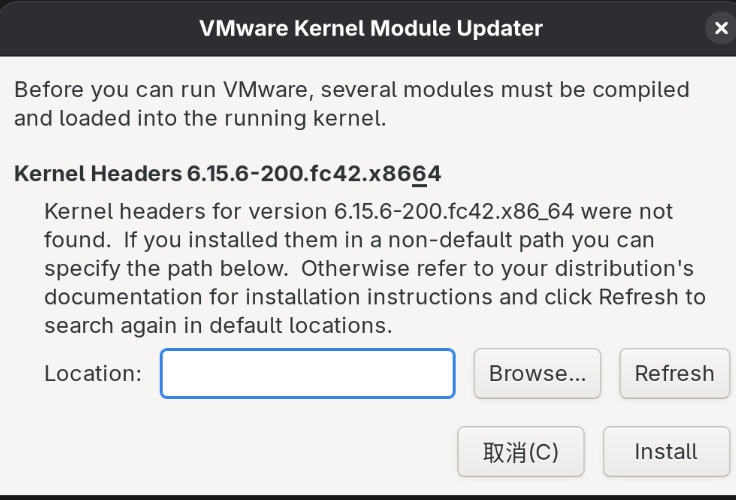 VMware Kernel Module Updater
Before you can run VMware, several modules must be compiled
and loaded into the running kernel.
Kernel Headers 6.15.6-200.fc42.x8664
Kernel headers for version 6.15.6-200.fc42.x86_64 were not
found.  If you installed them in a non-default path you can
specify the path below.  Otherwise refer to your distribution's
documentation for installation instructions and click Refresh to
search again in default locations.
Location:
Browse...
Refresh
取消(C)
Install